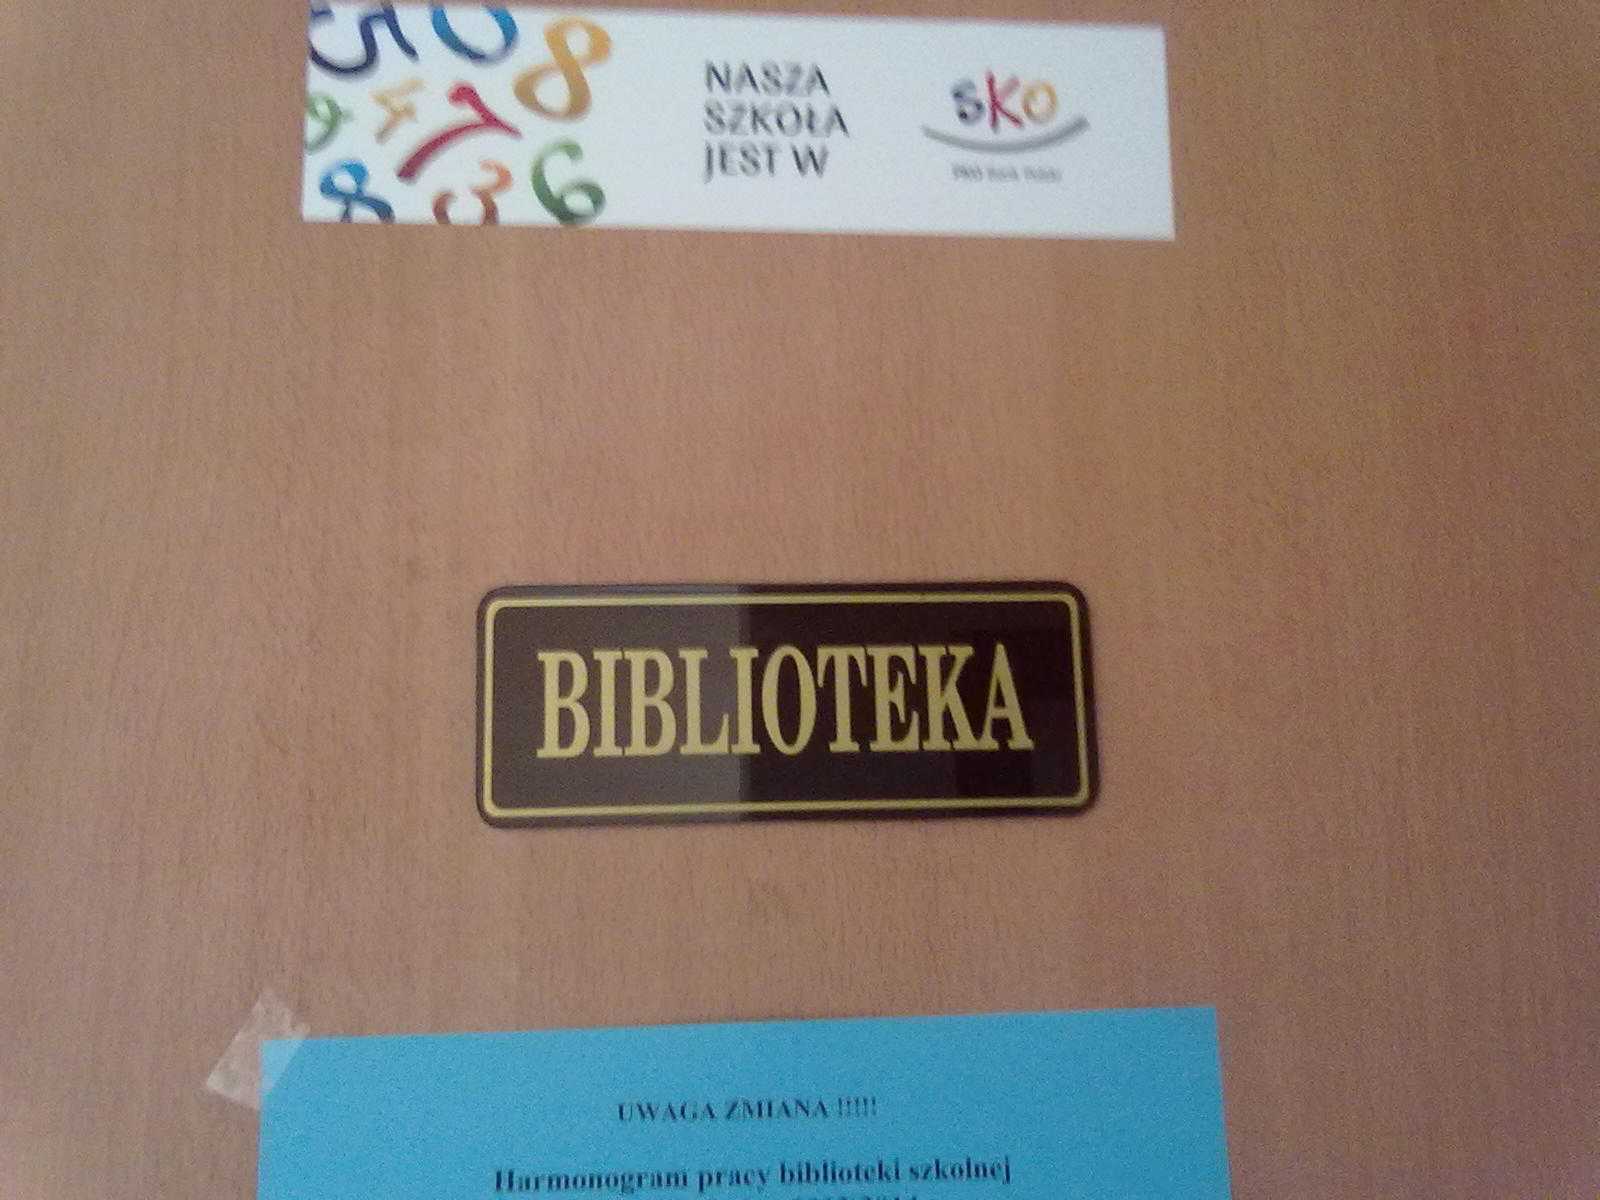 NASZA
SZKOŁA
JEST W
SKO
BIBLIOTEKA
UWAGA ZMIANA !!!!!
Harmonogram pracy biblioteki szkolnej